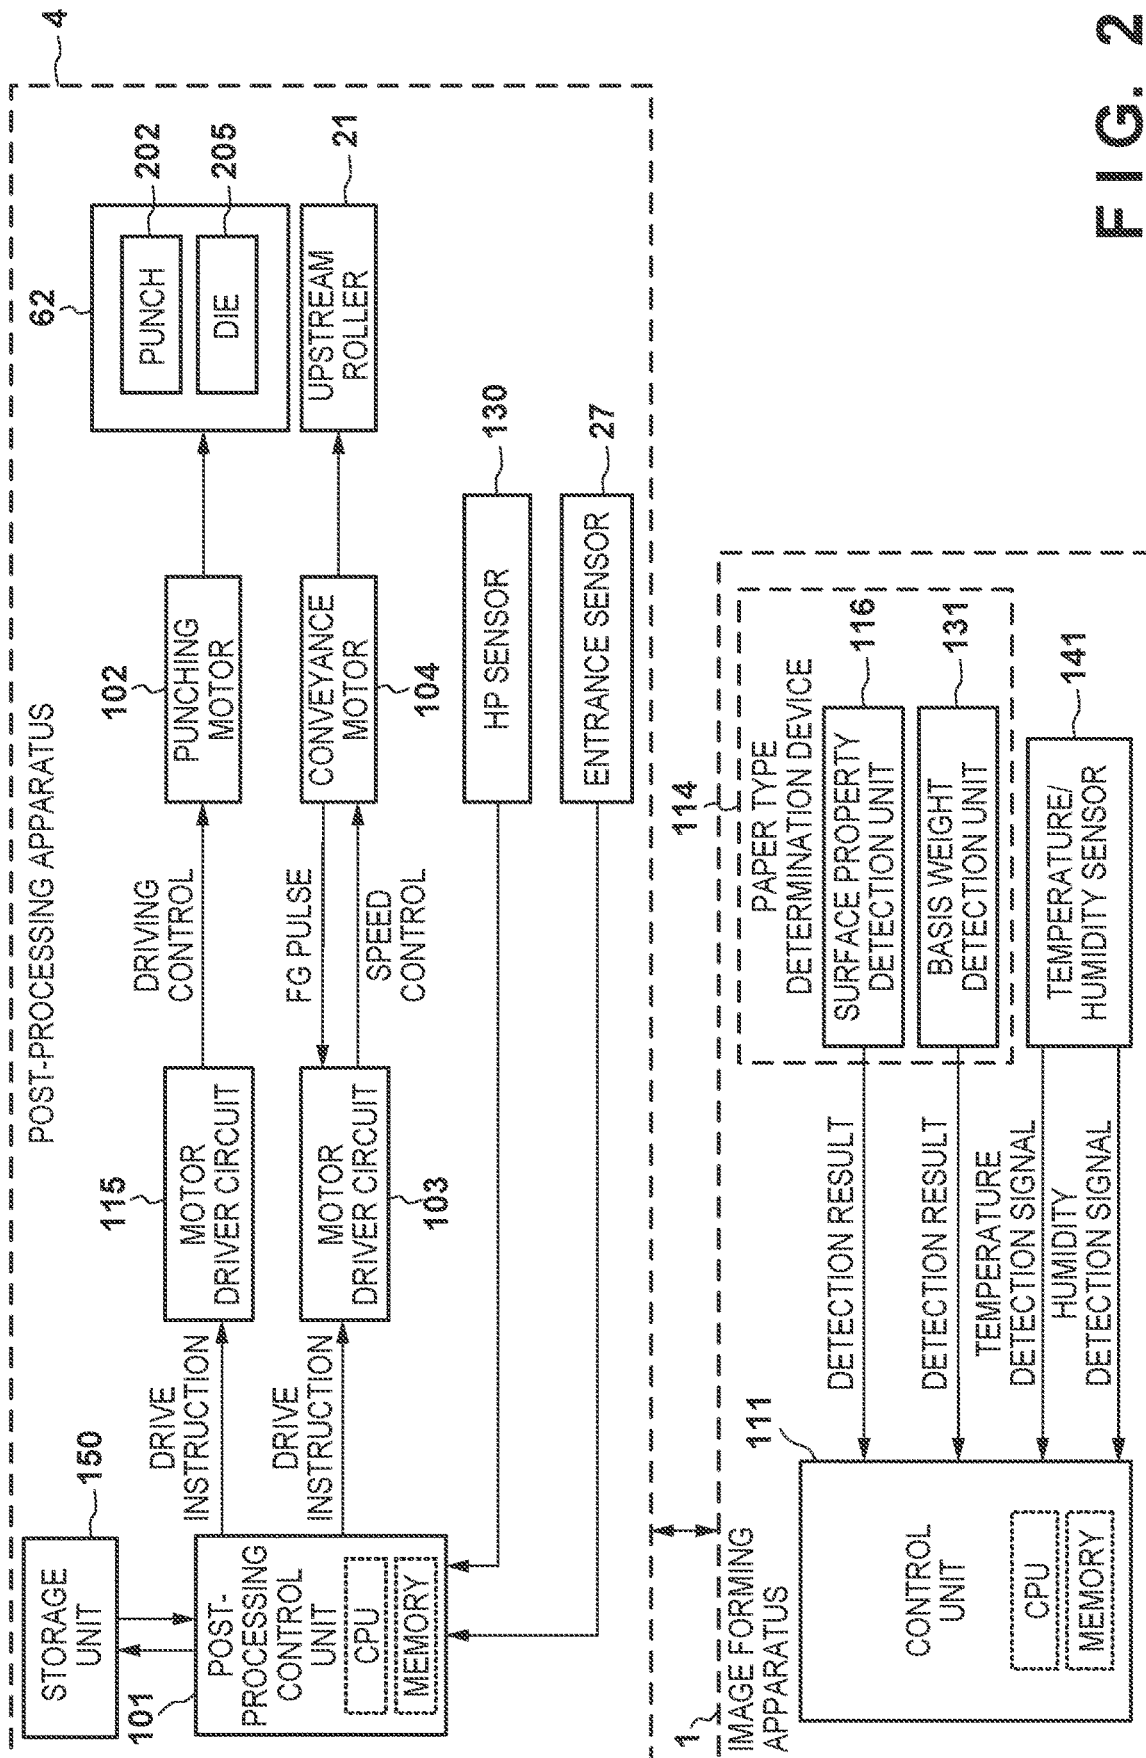 POST-PROCESSING APPARATUS
4
STORAGE
UNIT
150
101
POST-
PROCESSING
CONTROL
UNIT
CPU
MEMORY
DRIVE
INSTRUCTION
DRIVE
INSTRUCTION
115
MOTOR
DRIVER CIRCUIT
MOTOR
DRIVER CIRCUIT
103
DRIVING
CONTROL
FG PULSE
SPEED
CONTROL
102
PUNCHING
MOTOR
CONVEYANCE
MOTOR
104
62
PUNCH
202
DIE
205
UPSTREAM
ROLLER
21
HP SENSOR
130
ENTRANCE SENSOR
27
1
IMAGE FORMING
APPARATUS
111
CONTROL
UNIT
CPU
MEMORY
DETECTION RESULT
DETECTION RESULT
TEMPERATURE
DETECTION SIGNAL
HUMIDITY
DETECTION SIGNAL
114
PAPER TYPE
DETERMINATION DEVICE
SURFACE PROPERTY
DETECTION UNIT
116
BASIS WEIGHT
DETECTION UNIT
131
TEMPERATURE/
HUMIDITY SENSOR
141
FIG. 2